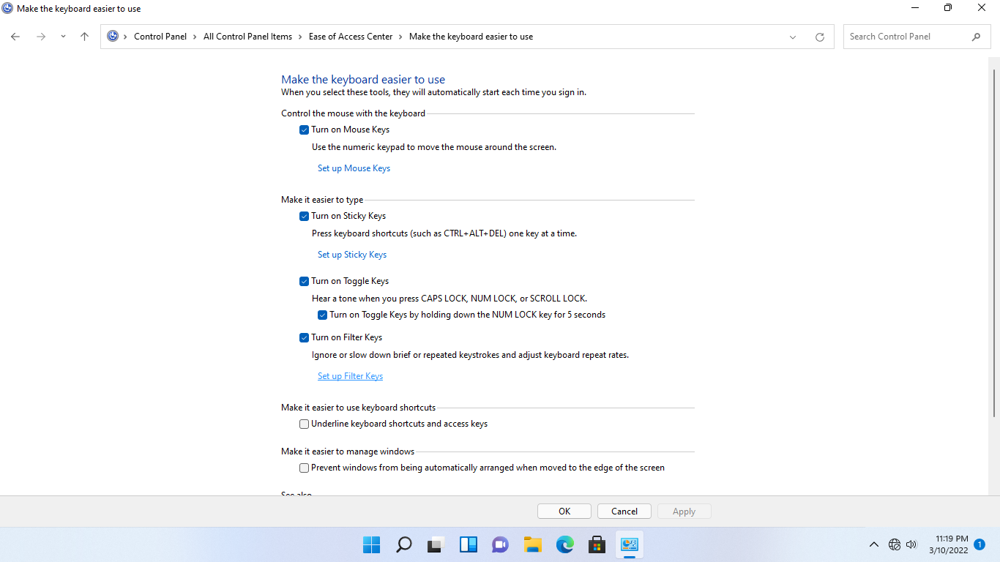 Make the keyboard easier to use
Control Panel > All Control Panel Items > Ease of Access Center > Make the keyboard easier to use
Search Control Panel
Make the keyboard easier to use
When you select these tools, they will automatically start each time you sign in.
Control the mouse with the keyboard
Turn on Mouse Keys
Use the numeric keypad to move the mouse around the screen.
Set up Mouse Keys
Make it easier to type
Turn on Sticky Keys
Press keyboard shortcuts (such as CTRL+ALT+DEL) one key at a time.
Set up Sticky Keys
Turn on Toggle Keys
Hear a tone when you press CAPS LOCK, NUM LOCK, or SCROLL LOCK.
Turn on Toggle Keys by holding down the NUM LOCK key for 5 seconds
Turn on Filter Keys
Ignore or slow down brief or repeated keystrokes and adjust keyboard repeat rates.
Set up Filter Keys
Make it easier to use keyboard shortcuts
Underline keyboard shortcuts and access keys
Make it easier to manage windows
Prevent windows from being automatically arranged when moved to the edge of the screen
See also
OK
Cancel
Apply
11:19 PM
3/10/2022
1